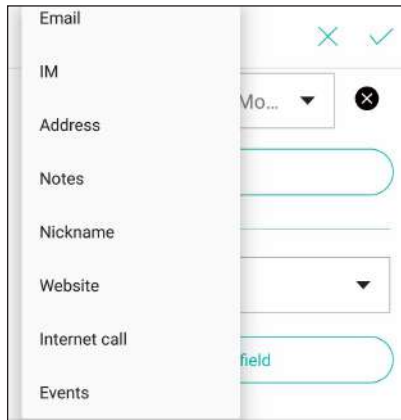 Email
IM
Mo...
Address
Notes
Nickname
Website
Internet call
field
Events